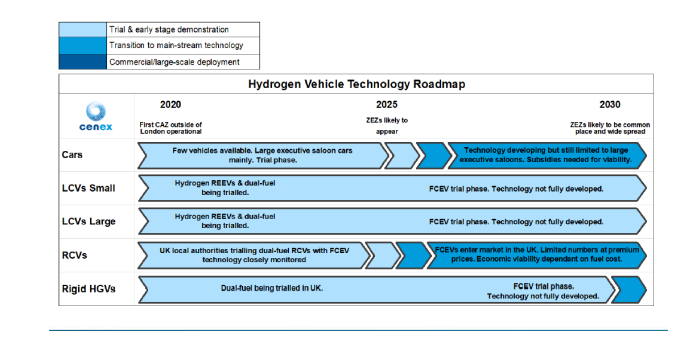 Trial & early stage demonstration
Transition to main-stream technology
Commercial/large-scale deployment
Hydrogen Vehicle Technology Roadmap
2020
2025
2030
First CAZ outside of
London operational
ZEZs likely to
appear
ZEZs likely to be common
place and wide spread
cenex
Cars
Few vehicles available. Large executive saloon cars
mainly. Trial phase.
Technology developing but still limited to large
executive saloons. Subsidies needed for viability.
LCVs Small
Hydrogen REEVs & dual-fuel
being trialled.
FCEV trial phase. Technology not fully developed.
LCVs Large
Hydrogen REEVs & dual-fuel
being trialled.
FCEV trial phase. Technology not fully developed.
RCVs
UK local authorities trialling dual-fuel RCVs with FCEV
technology closely monitored
FCEVs enter market in the UK. Limited numbers at premium
prices. Economic viability dependent on fuel cost.
Rigid HGVs
Dual-fuel being trialled in UK.
FCEV trial phase.
Technology not fully developed.